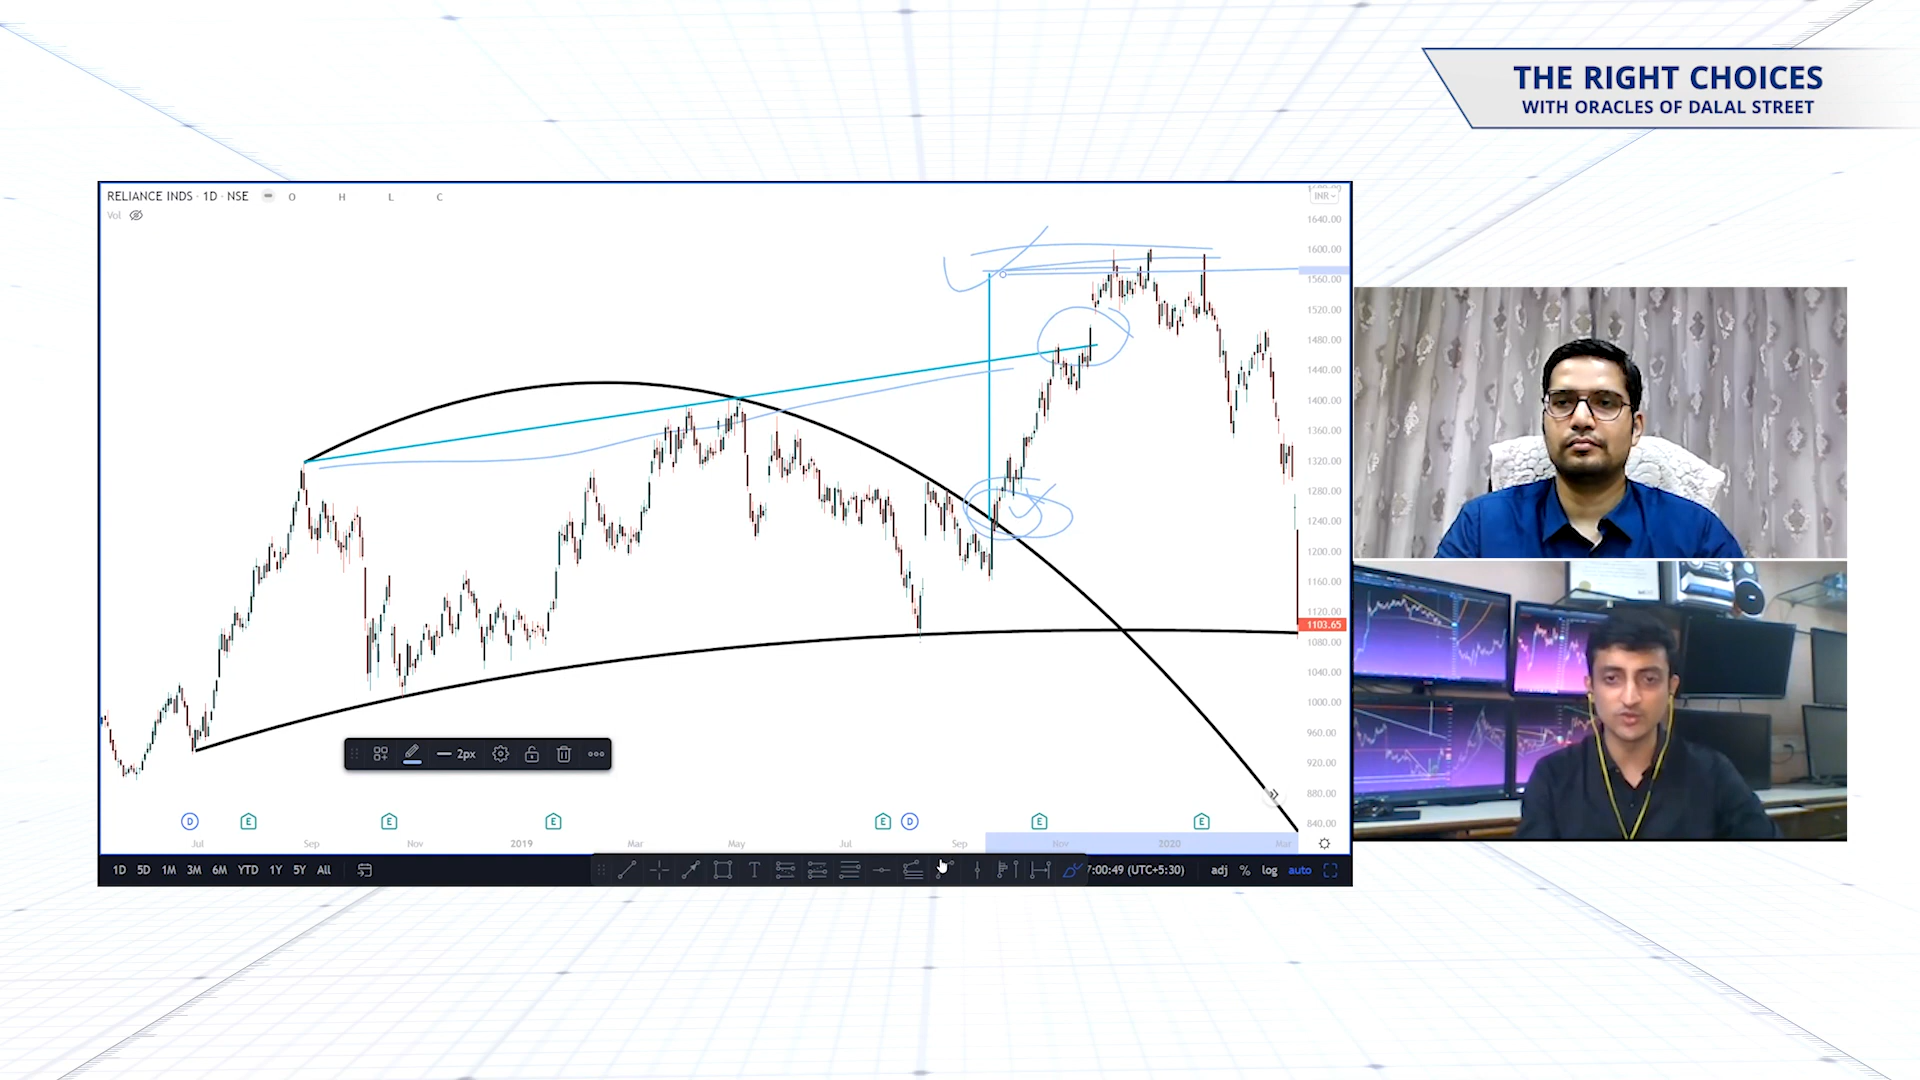 THE RIGHT CHOICES
WITH ORACLES OF DALAL STREET
RELIANCE INDS · 1D · NSE O H L C
Vol
INR
1640.00
1600.00
1560.00
1520.00
1480.00
1440.00
1400.00
1360.00
1320.00
1280.00
1240.00
1200.00
1160.00
1120.00
1103.65
1080.00
1040.00
1000.00
960.00
920.00
880.00
840.00
2px
D E E E E D E E
Jul Sep Nov 2019 Mar May Jul Sep Nov 2020 Mar
1D 5D 1M 3M 6M YTD 1Y 5Y All T 7:00:49 (UTC+5:30) adj % log auto